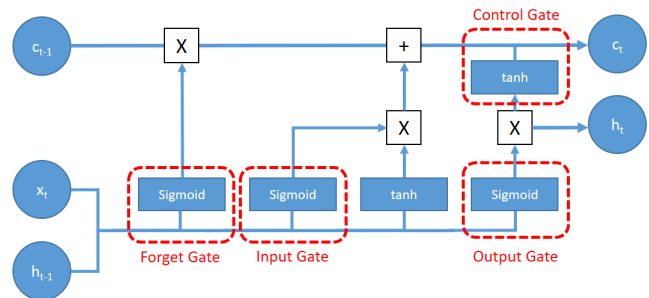 Control Gate
c_{t-1}
X
+
c_t
tanh
X
X
h_t
x_t
Sigmoid
Sigmoid
tanh
Sigmoid
h_{t-1}
Forget Gate
Input Gate
Output Gate